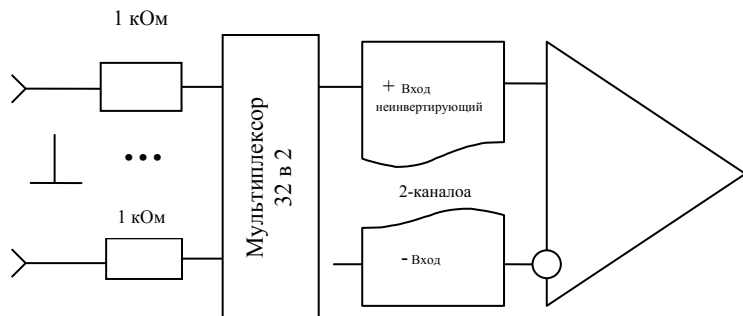 1 кОм
+ Вход
неинвертирующий
Мультиплексор
32 в 2
1 кОм
2-каналоа
- Вход